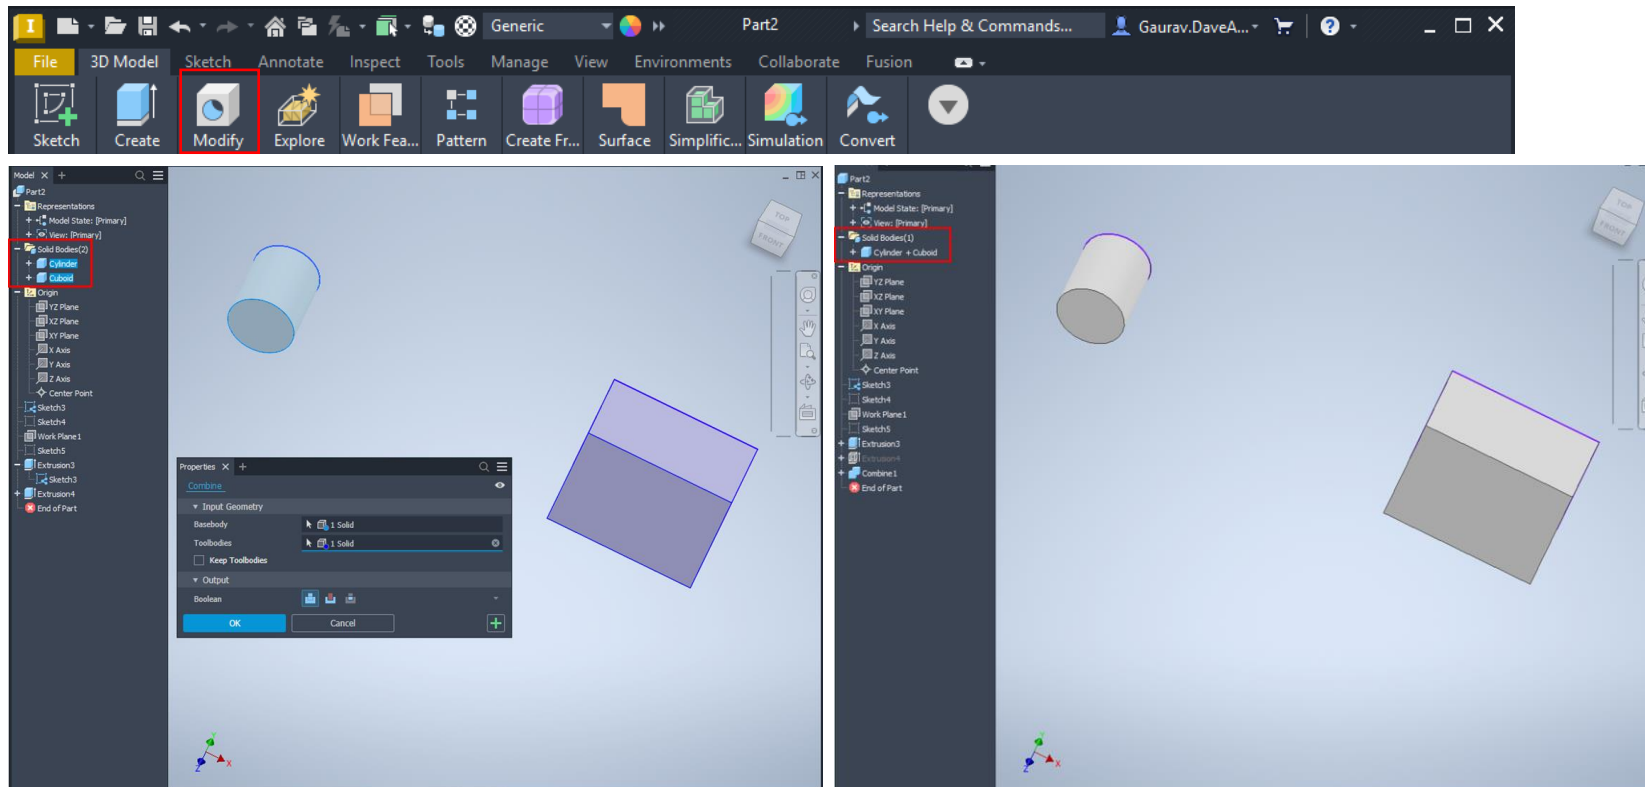 Generic
Part2
Search Help & Commands...
Gaurav.DaveA...
File 3D Model Sketch Annotate Inspect Tools Manage View Environments Collaborate Fusion
Sketch Create Modify Explore Work Fea... Pattern Create Fr... Surface Simplific... Simulation Convert
Model
Part2
Representations
Model State: [Primary]
View: [Primary]
Solid Bodies(2)
Cylinder
Cuboid
Origin
YZ Plane
XZ Plane
XY Plane
X Axis
Y Axis
Z Axis
Center Point
Sketch3
Sketch4
Work Plane1
Sketch5
Extrusion3
Sketch3
Extrusion4
End of Part
TOP
FRONT
Properties
Combine
Input Geometry
Basebody 1 Solid
Toolbodies 1 Solid
Keep Toolbodies
Output
Boolean
OK Cancel
Y
X
Z
Part2
Representations
Model State: [Primary]
View: [Primary]
Solid Bodies(1)
Cylinder + Cuboid
Origin
YZ Plane
XZ Plane
XY Plane
X Axis
Y Axis
Z Axis
Center Point
Sketch3
Sketch4
Work Plane1
Sketch5
Extrusion3
Extrusion4
Combine1
End of Part
TOP
FRONT
Y
X
Z